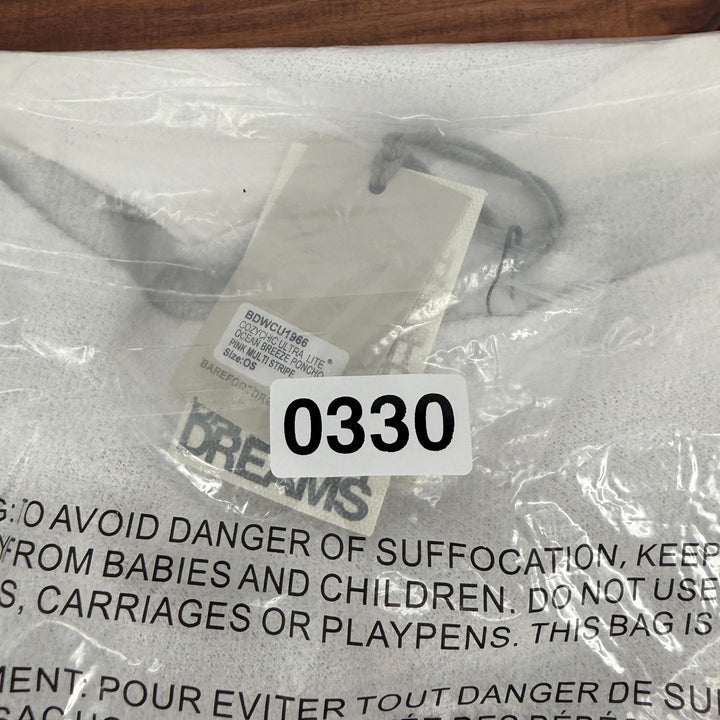 BDWCU1966
COZYCHIC ULTRA LITE®
OCEAN BREEZE PONCHO
PINK MULTI STRIPE
Size:OS
BAREFOOTDRE
0330
DREAMS
G: TO AVOID DANGER OF SUFFOCATION, KEEP
Y FROM BABIES AND CHILDREN. DO NOT USE
S, CARRIAGES OR PLAYPENS. THIS BAG IS
MENT: POUR EVITER TOUT DANGER DE SU